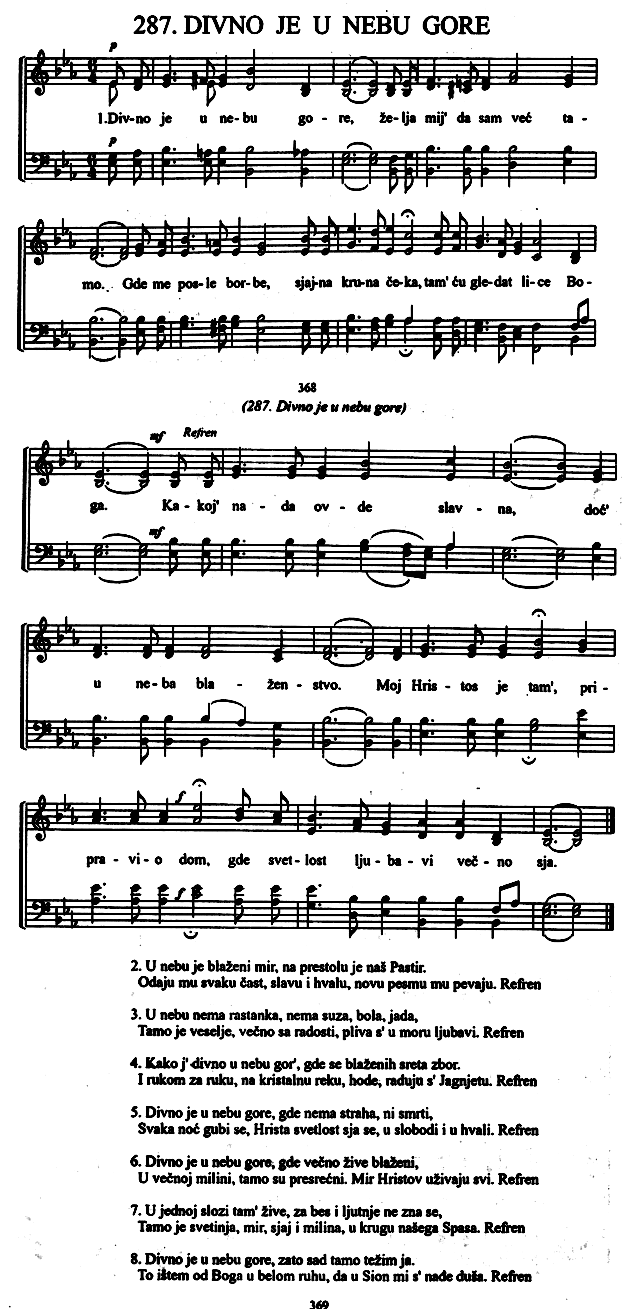 287. DIVNO JE U NEBU GORE
p
1.Div-no je u ne-bu go-re, že-lja mij' da sam već ta-
p
mo. Gde me pos-le bor-be, sjaj-na kru-na če-ka, tam' ću gle-dat li-ce Bo-
368
(287. Divno je u nebu gore)
mf Refren
ga. Ka-koj' na-da ov-de slav-na, doć'
mf
u ne-ba bla-žen-stvo. Moj Hris-tos je tam', pri-
f
pra-vi-o dom, gde svet-lost lju-ba-vi več-no sja.
f
2. U nebu je blaženi mir, na prestolu je naš Pastir.
Odaju mu svaku čast, slavu i hvalu, novu pesmu mu pevaju. Refren
3. U nebu nema rastanka, nema suza, bola, jada,
Tamo je veselje, večno sa radosti, pliva s' u moru ljubavi. Refren
4. Kako j' divno u nebu gor', gde se blaženih sreta zbor.
I rukom za ruku, na kristalnu reku, hode, raduju s' Jagnjetu. Refren
5. Divno je u nebu gore, gde nema straha, ni smrti,
Svaka noć gubi se, Hrista svetlost sja se, u slobodi i u hvali. Refren
6. Divno je u nebu gore, gde večno žive blaženi,
U večnoj milini, tamo su presrećni. Mir Hristov uživaju svi. Refren
7. U jednoj slozi tam' žive, za bes i ljutnje ne zna se,
Tamo je svetinja, mir, sjaj i milina, u krugu našega Spasa. Refren
8. Divno je u nebu gore, zato sad tamo težim ja.
To ištem od Boga u belom ruhu, da u Sion mi s' nađe duša. Refren
369